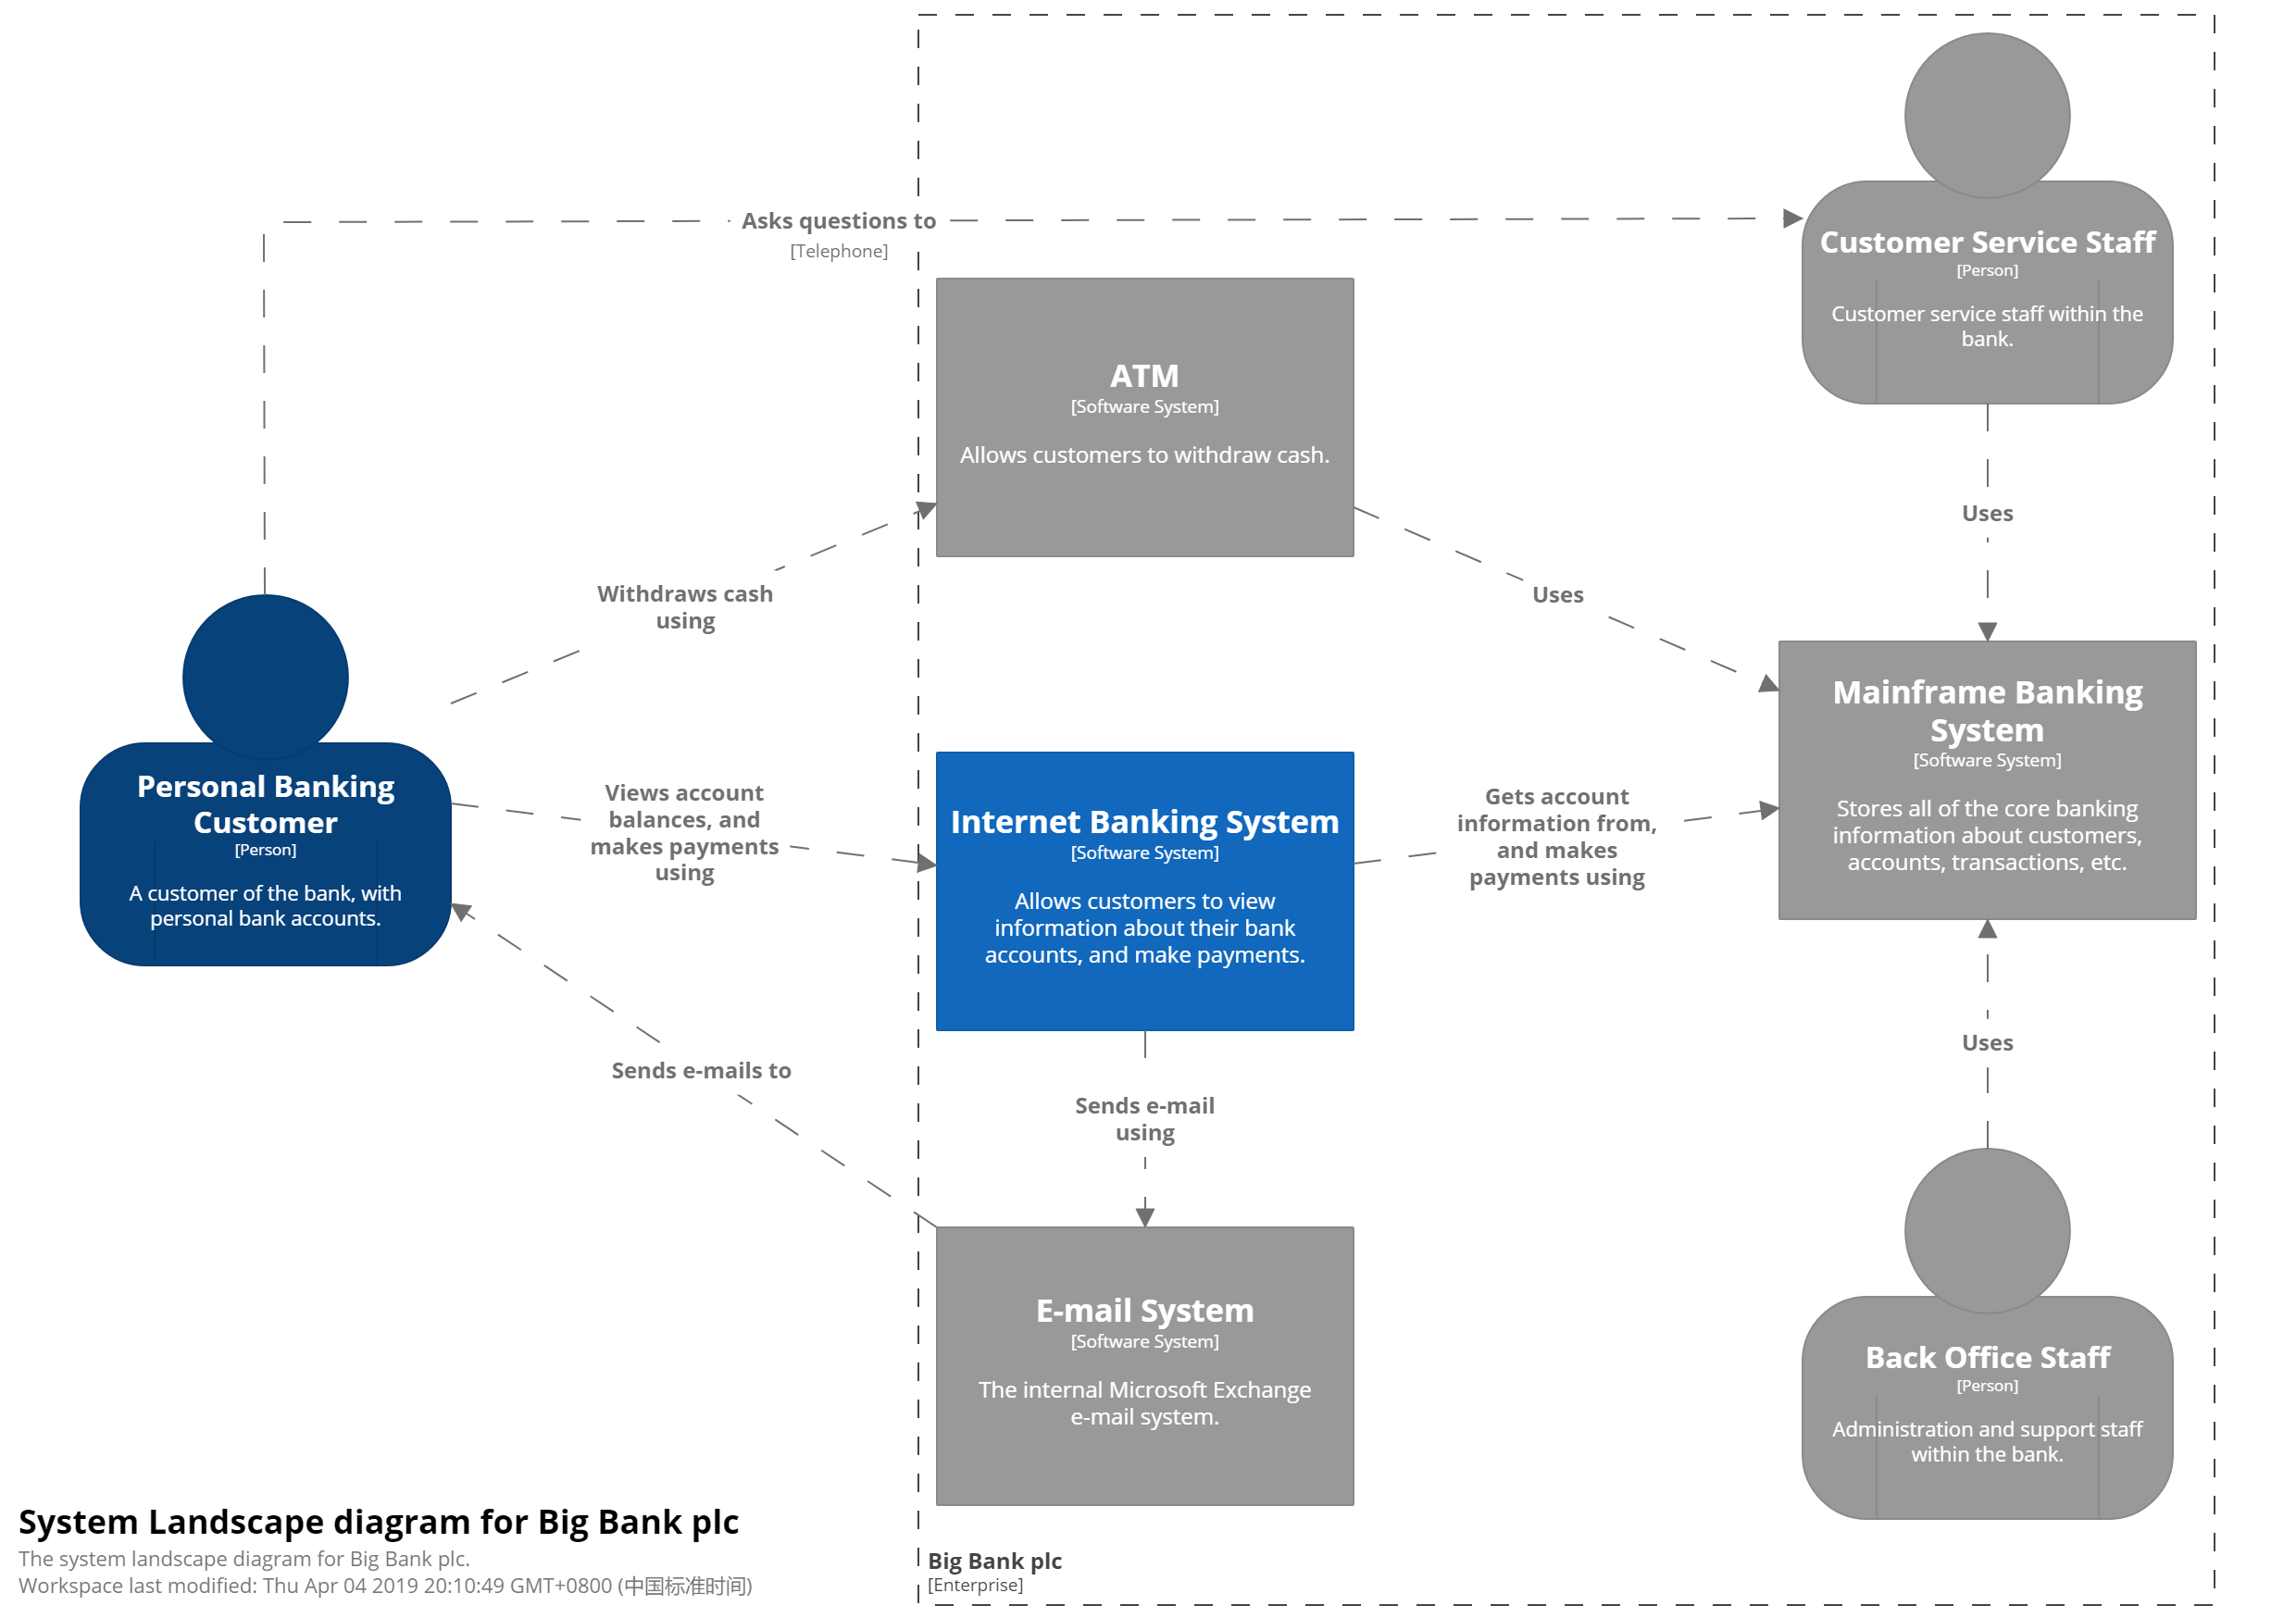 Asks questions to
[Telephone]
Customer Service Staff
[Person]
Customer service staff within the
bank.
ATM
[Software System]
Allows customers to withdraw cash.
Uses
Withdraws cash
using
Uses
Personal Banking
Customer
[Person]
A customer of the bank, with
personal bank accounts.
Views account
balances, and
makes payments
using
Internet Banking System
[Software System]
Allows customers to view
information about their bank
accounts, and make payments.
Gets account
information from,
and makes
payments using
Mainframe Banking
System
[Software System]
Stores all of the core banking
information about customers,
accounts, transactions, etc.
Sends e-mails to
Sends e-mail
using
Uses
E-mail System
[Software System]
The internal Microsoft Exchange
e-mail system.
Back Office Staff
[Person]
Administration and support staff
within the bank.
System Landscape diagram for Big Bank plc
The system landscape diagram for Big Bank plc.
Workspace last modified: Thu Apr 04 2019 20:10:49 GMT+0800 (中国标准时间)
Big Bank plc
[Enterprise]